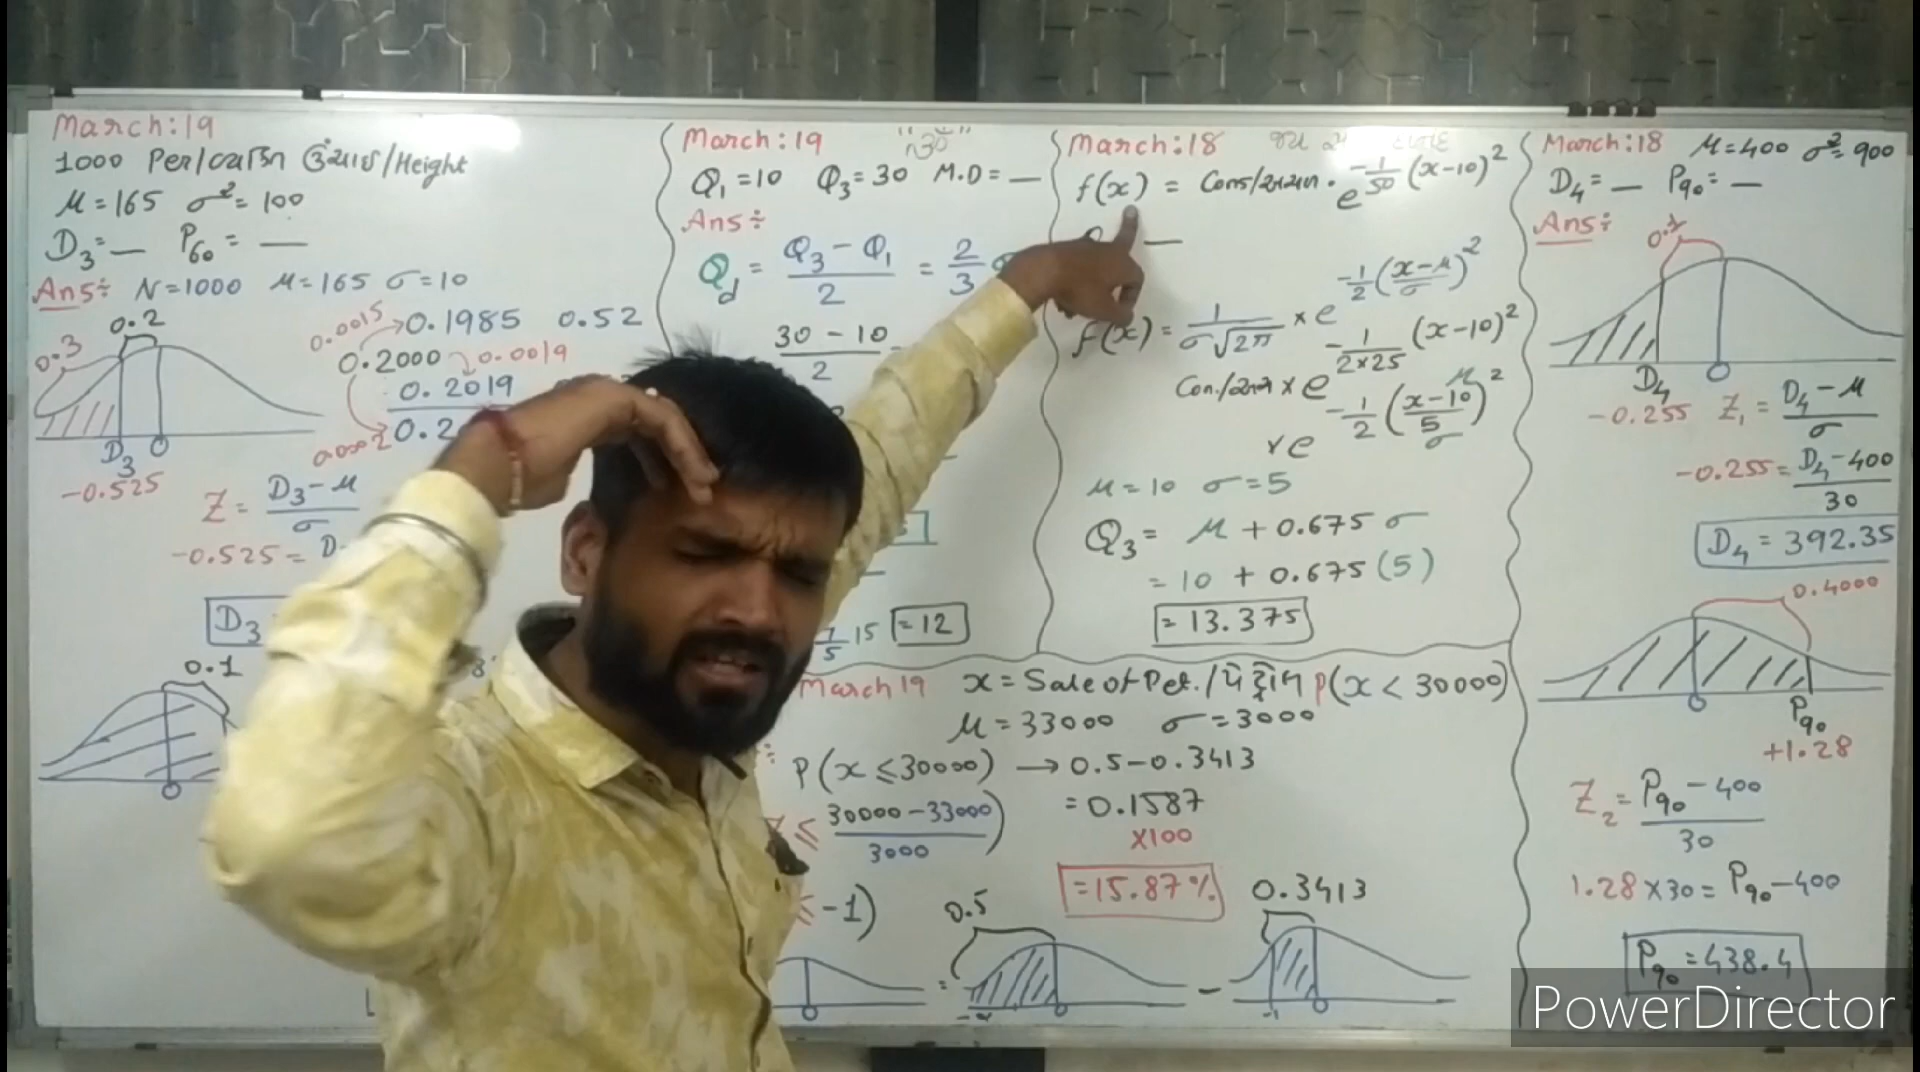 March:19
1000 Per/વ્યક્તિ ઊંચાઈ/Height
μ = 165 σ² = 100
D₃ = — P₆₀ = —
Ans÷ N=1000 μ=165 σ=10
0.2
0.3
0.0015 → 0.1985 0.52
0.2000 → 0.0019
0.2019
D₃
-0.525
Z = D₃-μ / σ
-0.525 =
D₃
0.1
March:19
Q₁=10 Q₃=30 M.D = —
Ans÷
Qd = Q₃-Q₁ / 2 = 2/3
30-10 / 2
15 = 12
March:18
f(x) = Cons/અચળ · e -1/50 (x-10)²
—
f(x) = 1/σ√2π × e -1/2 (x-μ/σ)²
Con./અચળ × e -1/2×25 (x-10)²
× e -1/2 (x-10/5)² μ σ
μ=10 σ=5
Q₃ = μ + 0.675 σ
= 10 + 0.675 (5)
= 13.375
March 19 x = Sale of Pet./પેટ્રોલ P(x < 30000)
μ = 33000 σ = 3000
P(x ≤ 30000) → 0.5-0.3413
≤ 30000-33000 / 3000) = 0.1587
×100
≤ -1) = 15.87%
0.5 0.3413
= -∞ 0 - -1 0
March:18 μ=400 σ²=900
D₄ = — P₉₀ = —
Ans÷
D₄
-0.255 Z₁ = D₄-μ / σ
-0.255 = D₄-400 / 30
D₄ = 392.35
0.4000
P₉₀
+1.28
Z₂ = P₉₀-400 / 30
1.28×30 = P₉₀-400
P₉₀ = 438.4
PowerDirector